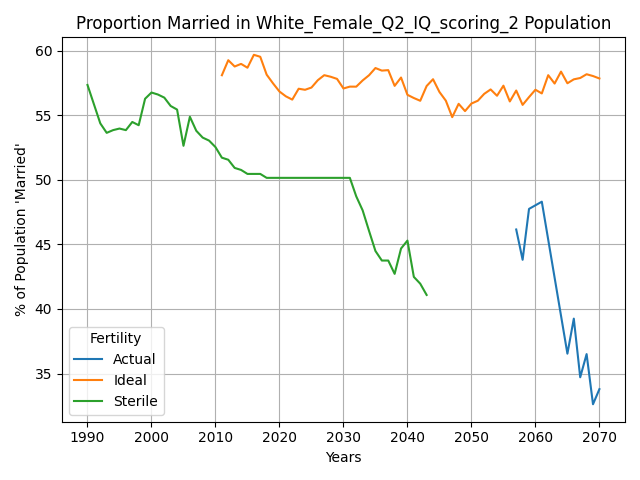 Proportion Married in White_Female_Q2_IQ_scoring_2 Population
% of Population 'Married'
60
55
50
45
40
35
Fertility
Actual
Ideal
Sterile
1990 2000 2010 2020 2030 2040 2050 2060 2070
Years